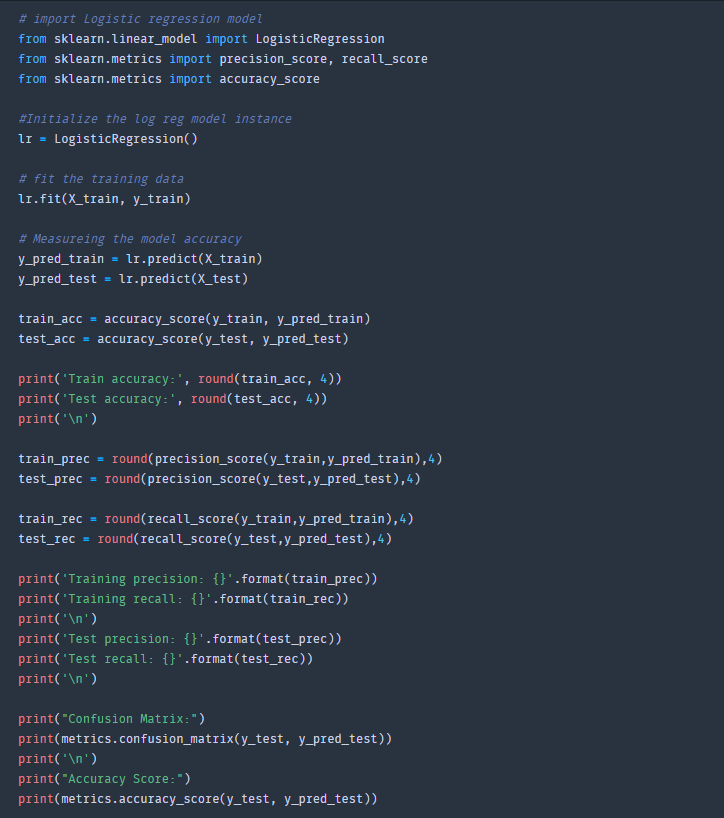 # import Logistic regression model
from sklearn.linear_model import LogisticRegression
from sklearn.metrics import precision_score, recall_score
from sklearn.metrics import accuracy_score
#Initialize the log reg model instance
lr = LogisticRegression()
# fit the training data
lr.fit(X_train, y_train)
# Measureing the model accuracy
y_pred_train = lr.predict(X_train)
y_pred_test = lr.predict(X_test)
train_acc = accuracy_score(y_train, y_pred_train)
test_acc = accuracy_score(y_test, y_pred_test)
print('Train accuracy:', round(train_acc, 4))
print('Test accuracy:', round(test_acc, 4))
print('\n')
train_prec = round(precision_score(y_train,y_pred_train),4)
test_prec = round(precision_score(y_test,y_pred_test),4)
train_rec = round(recall_score(y_train,y_pred_train),4)
test_rec = round(recall_score(y_test,y_pred_test),4)
print('Training precision: {}'.format(train_prec))
print('Training recall: {}'.format(train_rec))
print('\n')
print('Test precision: {}'.format(test_prec))
print('Test recall: {}'.format(test_rec))
print('\n')
print("Confusion Matrix:")
print(metrics.confusion_matrix(y_test, y_pred_test))
print('\n')
print("Accuracy Score:")
print(metrics.accuracy_score(y_test, y_pred_test))